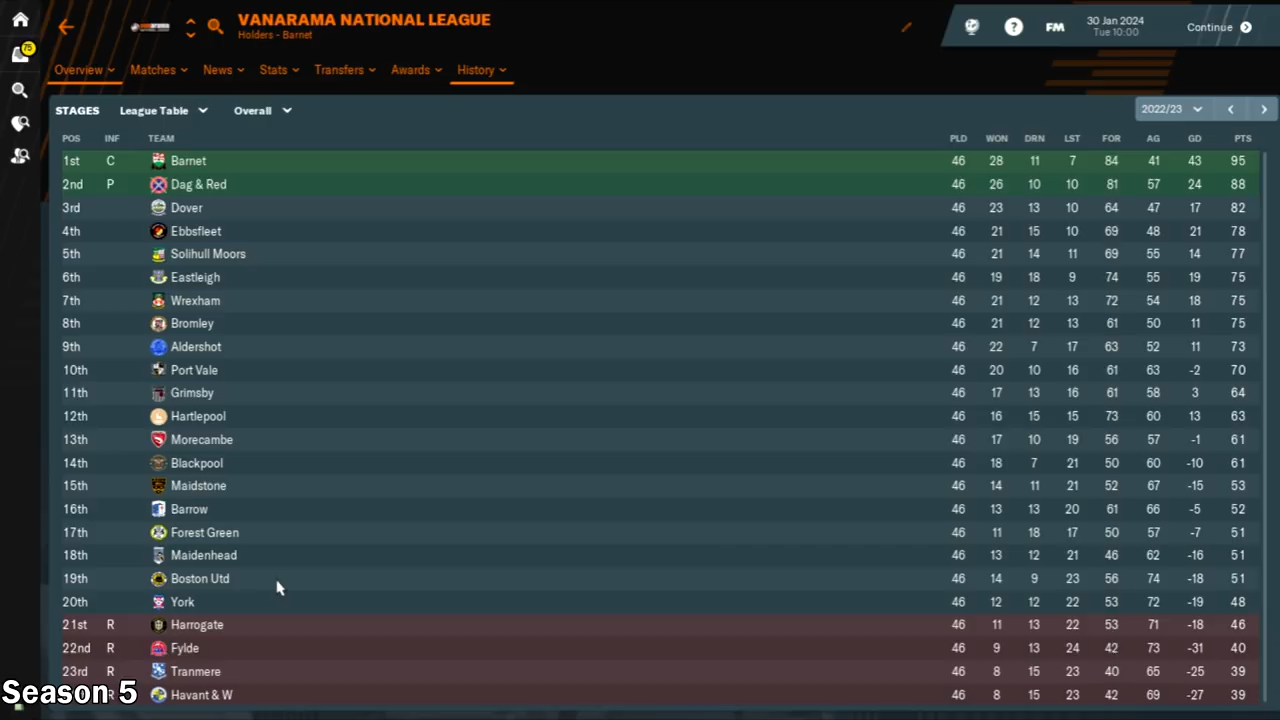 VANARAMA NATIONAL LEAGUE
Holders - Barnet
75
? FM 30 Jan 2024 Continue
Tue 10:00
Overview Matches News Stats Transfers Awards History
STAGES League Table Overall 2022/23
POS INF TEAM PLD WON DRN LST FOR AG GD PTS
1st C Barnet 46 28 11 7 84 41 43 95
2nd P Dag & Red 46 26 10 10 81 57 24 88
3rd Dover 46 23 13 10 64 47 17 82
4th Ebbsfleet 46 21 15 10 69 48 21 78
5th Solihull Moors 46 21 14 11 69 55 14 77
6th Eastleigh 46 19 18 9 74 55 19 75
7th Wrexham 46 21 12 13 72 54 18 75
8th Bromley 46 21 12 13 61 50 11 75
9th Aldershot 46 22 7 17 63 52 11 73
10th Port Vale 46 20 10 16 61 63 -2 70
11th Grimsby 46 17 13 16 61 58 3 64
12th Hartlepool 46 16 15 15 73 60 13 63
13th Morecambe 46 17 10 19 56 57 -1 61
14th Blackpool 46 18 7 21 50 60 -10 61
15th Maidstone 46 14 11 21 52 67 -15 53
16th Barrow 46 13 13 20 61 66 -5 52
17th Forest Green 46 11 18 17 50 57 -7 51
18th Maidenhead 46 13 12 21 46 62 -16 51
19th Boston Utd 46 14 9 23 56 74 -18 51
20th York 46 12 12 22 53 72 -19 48
21st R Harrogate 46 11 13 22 53 71 -18 46
22nd R Fylde 46 9 13 24 42 73 -31 40
23rd R Tranmere 46 8 15 23 40 65 -25 39
R Havant & W 46 8 15 23 42 69 -27 39
Season 5